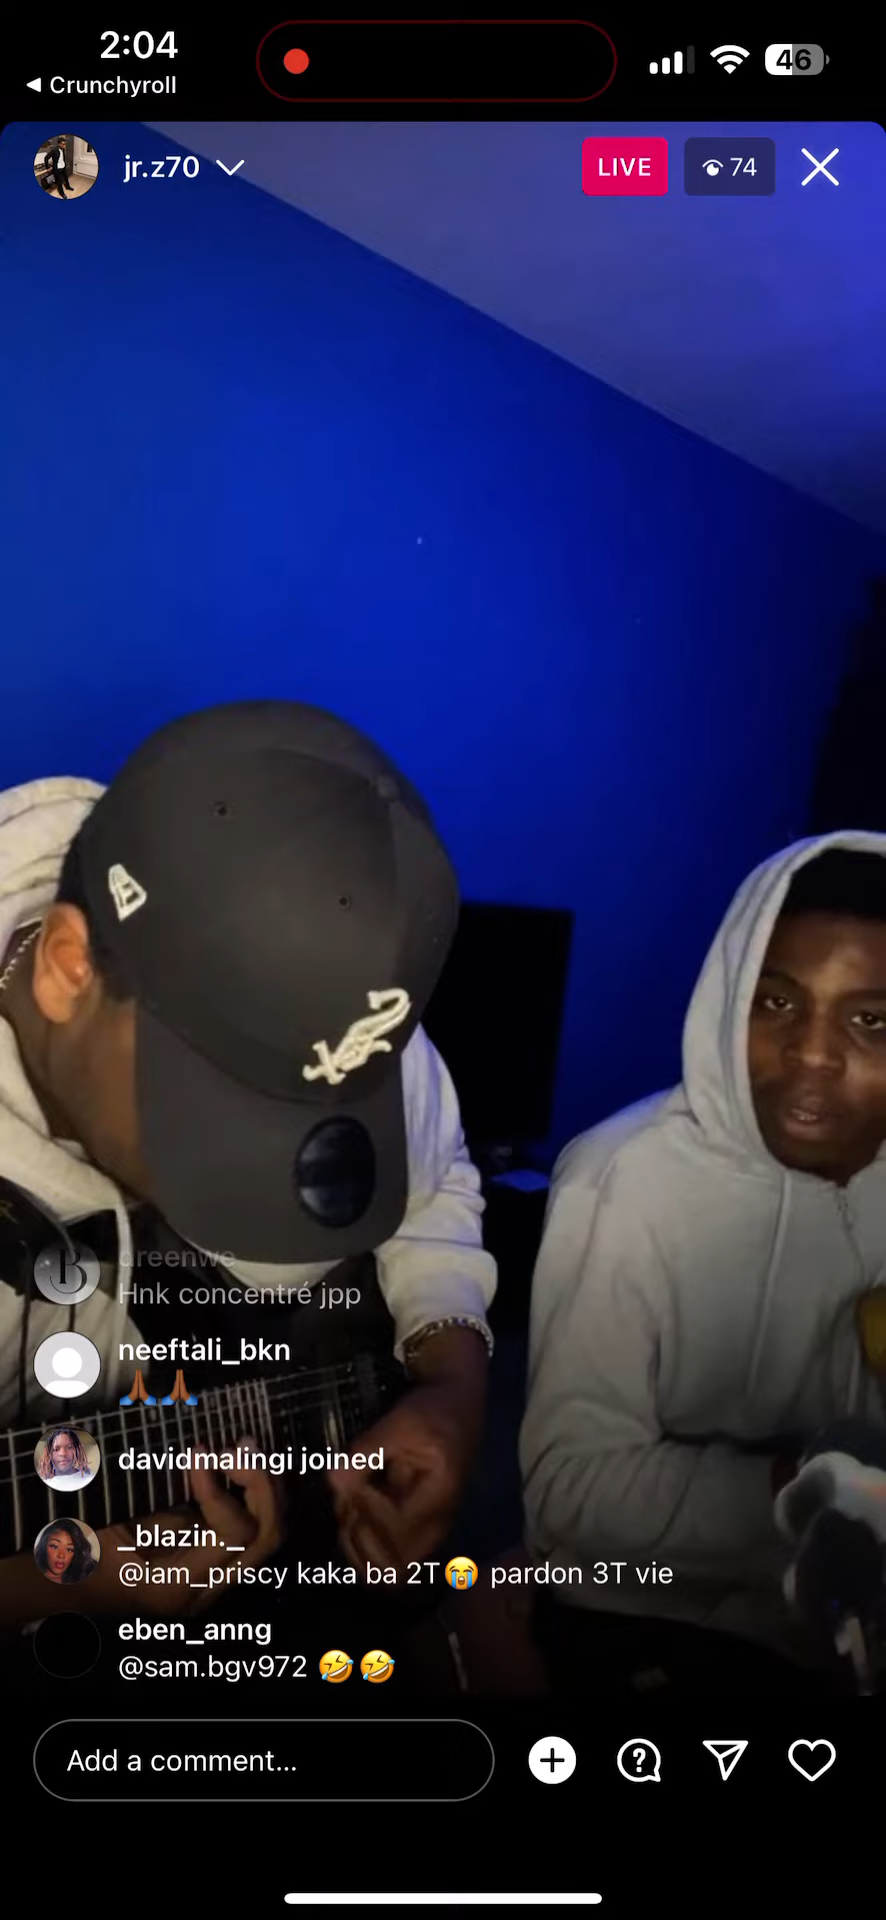 2:04
Crunchyroll
46
jr.z70
LIVE
74
Hnk concentré jpp
neeftali_bkn
🙏🏾🙏🏾
davidmalingi joined
_blazin._
@iam_priscy kaka ba 2T😭 pardon 3T vie
eben_anng
@sam.bgv972 🤣🤣
Add a comment...